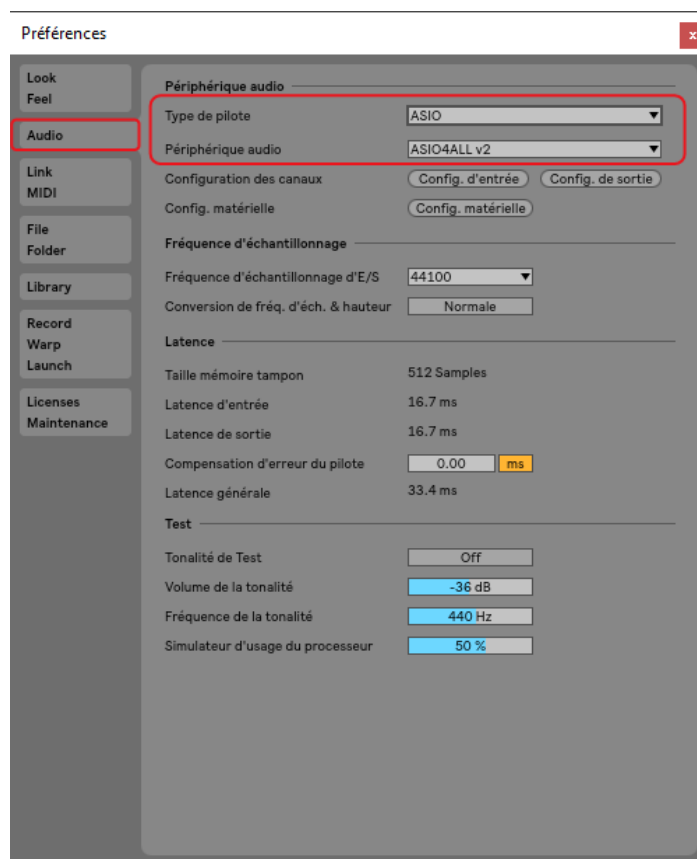 Préférences
x
Look
Feel
Audio
Link
MIDI
File
Folder
Library
Record
Warp
Launch
Licenses
Maintenance
Périphérique audio
Type de pilote ASIO
Périphérique audio ASIO4ALL v2
Configuration des canaux Config. d'entrée Config. de sortie
Config. matérielle Config. matérielle
Fréquence d'échantillonnage
Fréquence d'échantillonnage d'E/S 44100
Conversion de fréq. d'éch. & hauteur Normale
Latence
Taille mémoire tampon 512 Samples
Latence d'entrée 16.7 ms
Latence de sortie 16.7 ms
Compensation d'erreur du pilote 0.00 ms
Latence générale 33.4 ms
Test
Tonalité de Test Off
Volume de la tonalité -36 dB
Fréquence de la tonalité 440 Hz
Simulateur d'usage du processeur 50 %